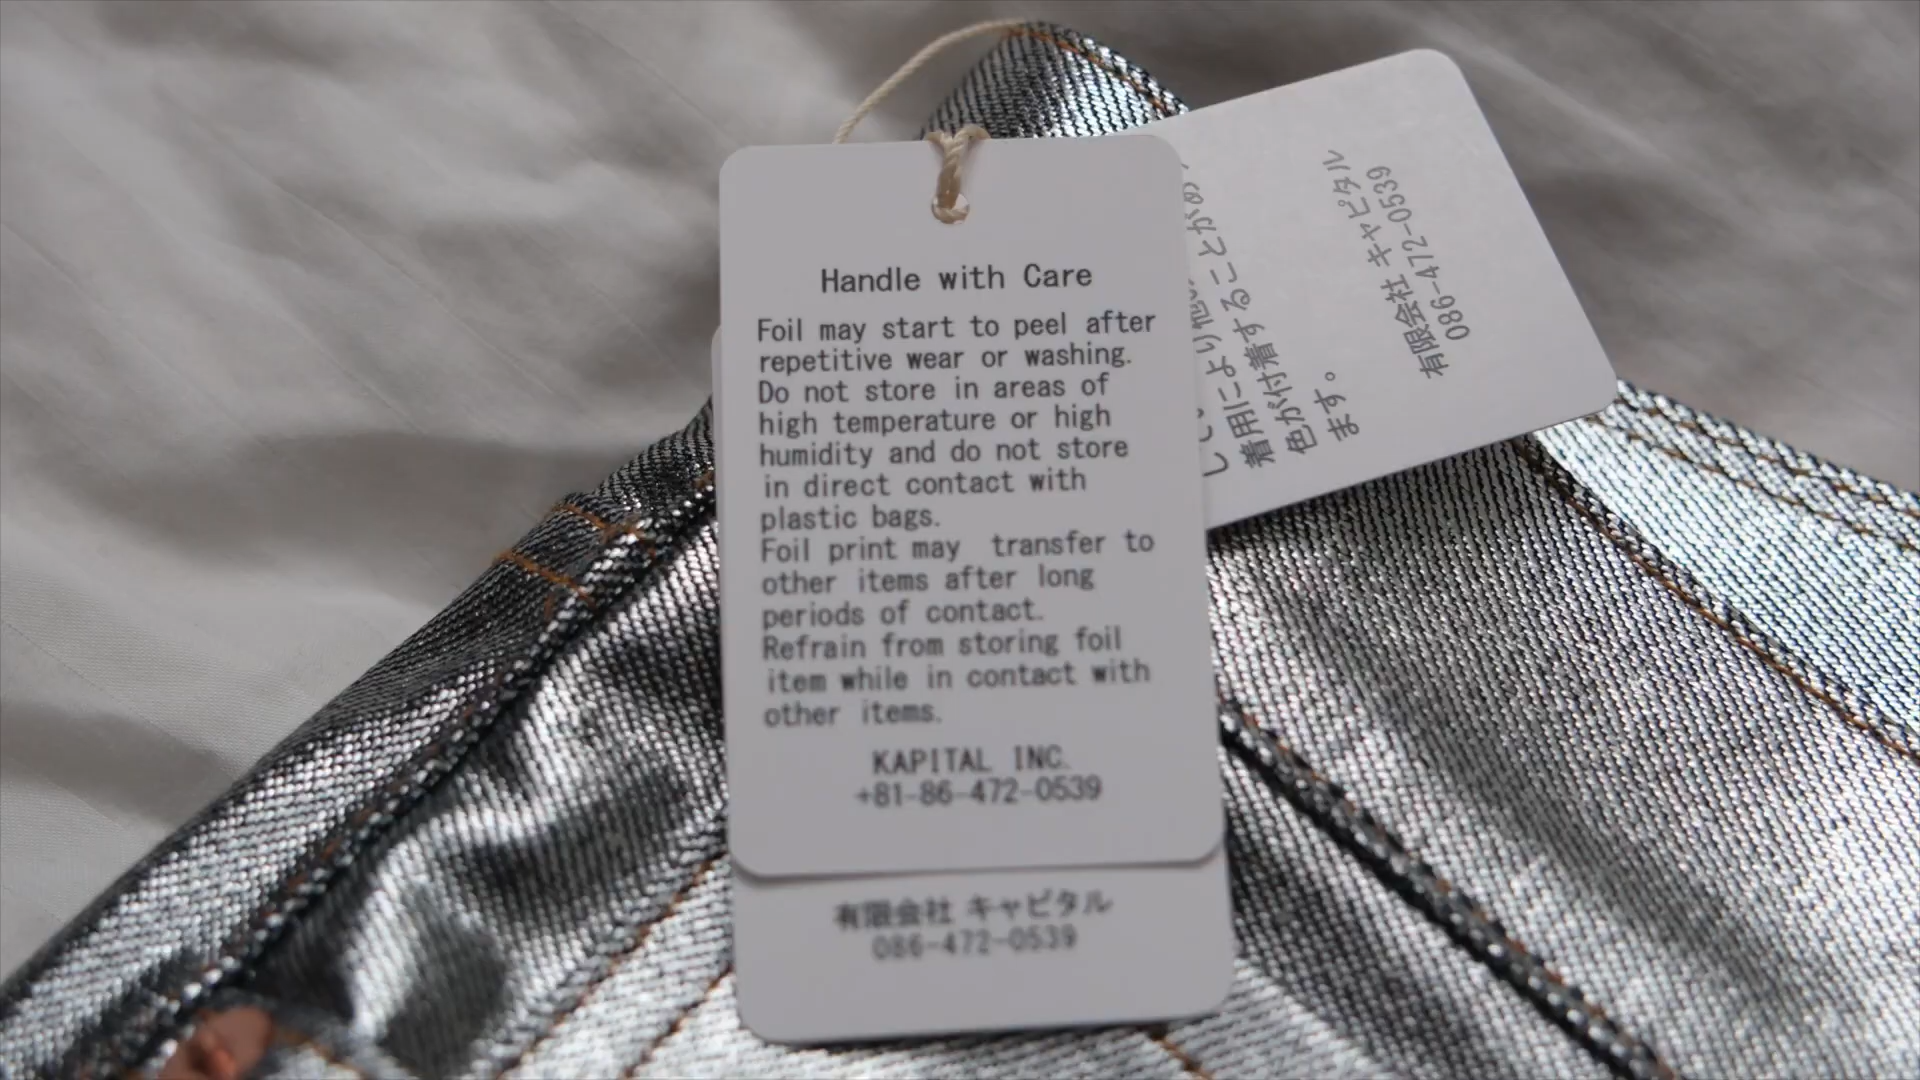 Handle with Care
Foil may start to peel after
repetitive wear or washing.
Do not store in areas of
high temperature or high
humidity and do not store
in direct contact with
plastic bags.
Foil print may transfer to
other items after long
periods of contact.
Refrain from storing foil
item while in contact with
other items.
KAPITAL INC.
+81-86-472-0539
有限会社 キャピタル
086-472-0539
着用により
着用することがあり
色が付着
ます。
有限会社 キャピタル
086-472-0539